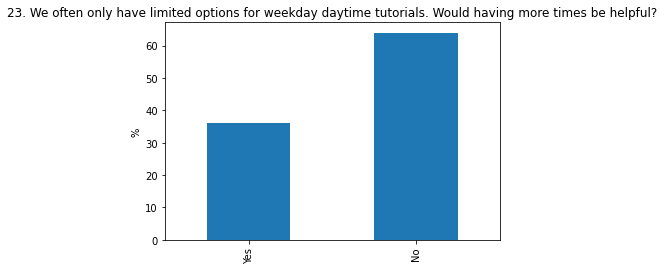 23. We often only have limited options for weekday daytime tutorials. Would having more times be helpful?
60
50
40
30
20
10
0
%
Yes
No